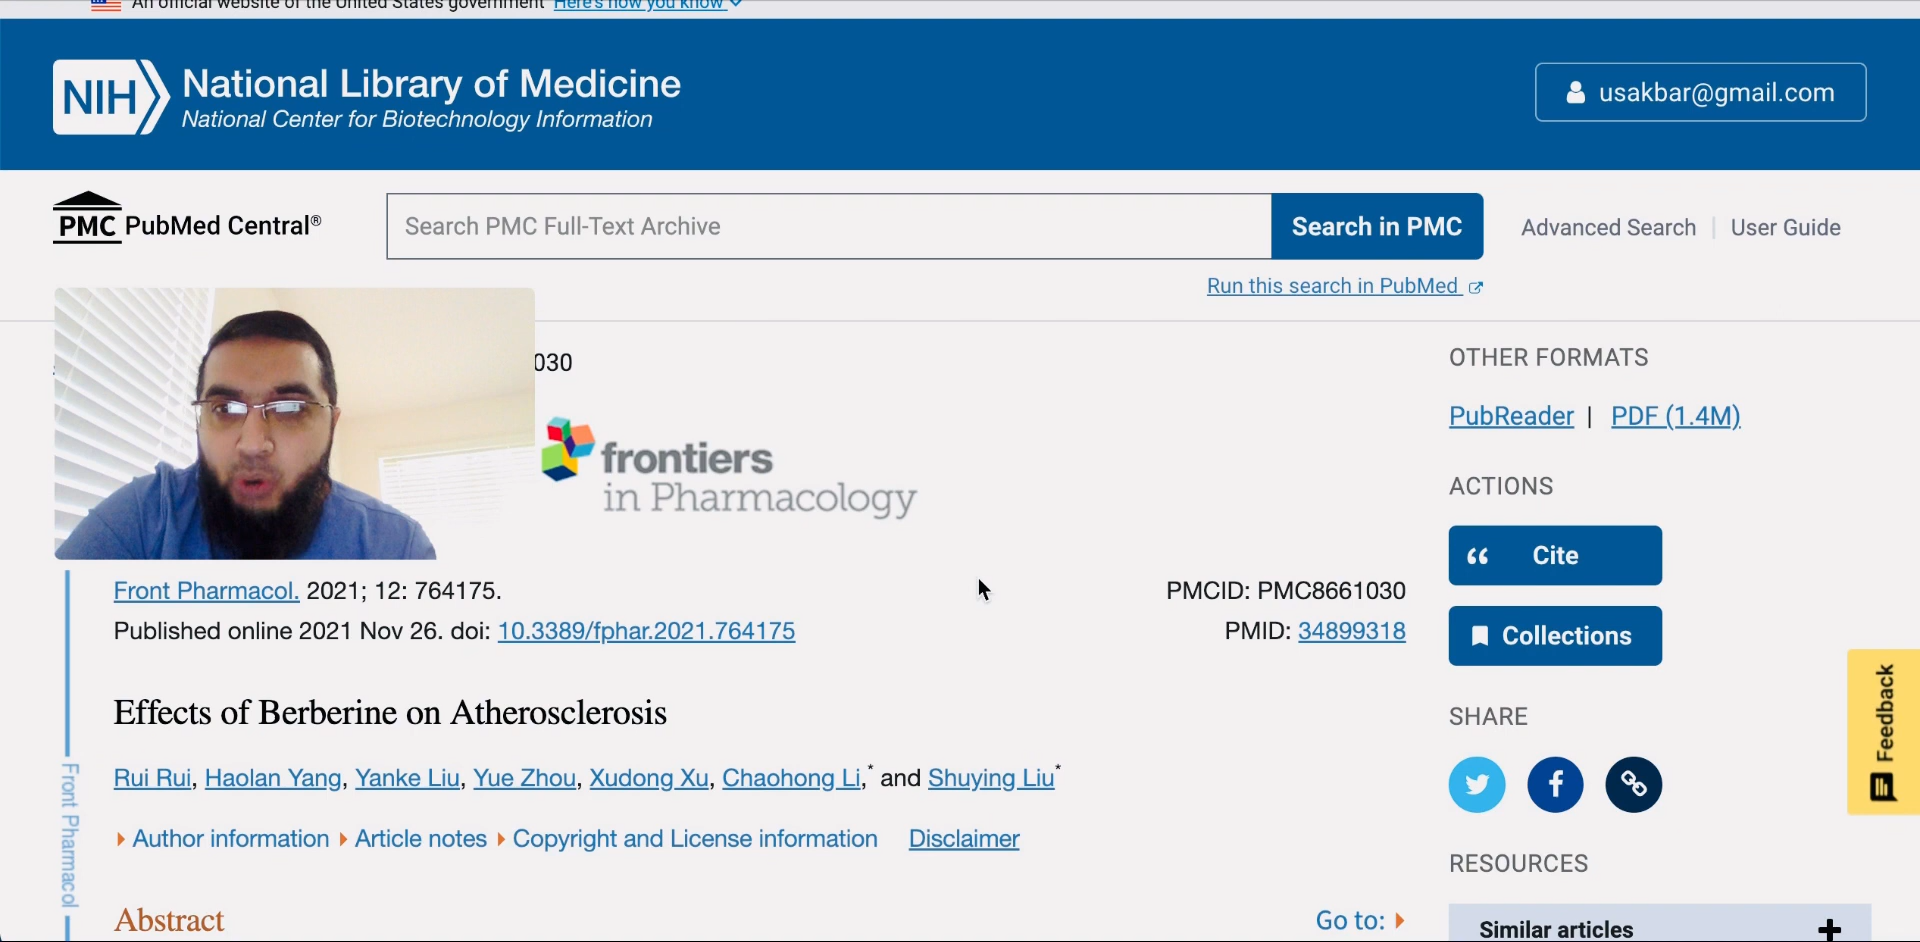 An official website of the United States government Here's how you know
NIH National Library of Medicine
National Center for Biotechnology Information
usakbar@gmail.com
PMC PubMed Central®
Search PMC Full-Text Archive
Search in PMC
Advanced Search | User Guide
Run this search in PubMed
030
frontiers
in Pharmacology
OTHER FORMATS
PubReader | PDF (1.4M)
ACTIONS
Cite
Collections
SHARE
RESOURCES
Similar articles
Feedback
Front Pharmacol. 2021; 12: 764175.
PMCID: PMC8661030
Published online 2021 Nov 26. doi: 10.3389/fphar.2021.764175
PMID: 34899318
Effects of Berberine on Atherosclerosis
Rui Rui, Haolan Yang, Yanke Liu, Yue Zhou, Xudong Xu, Chaohong Li,* and Shuying Liu*
Author information Article notes Copyright and License information Disclaimer
Front Pharmacol
Abstract
Go to: